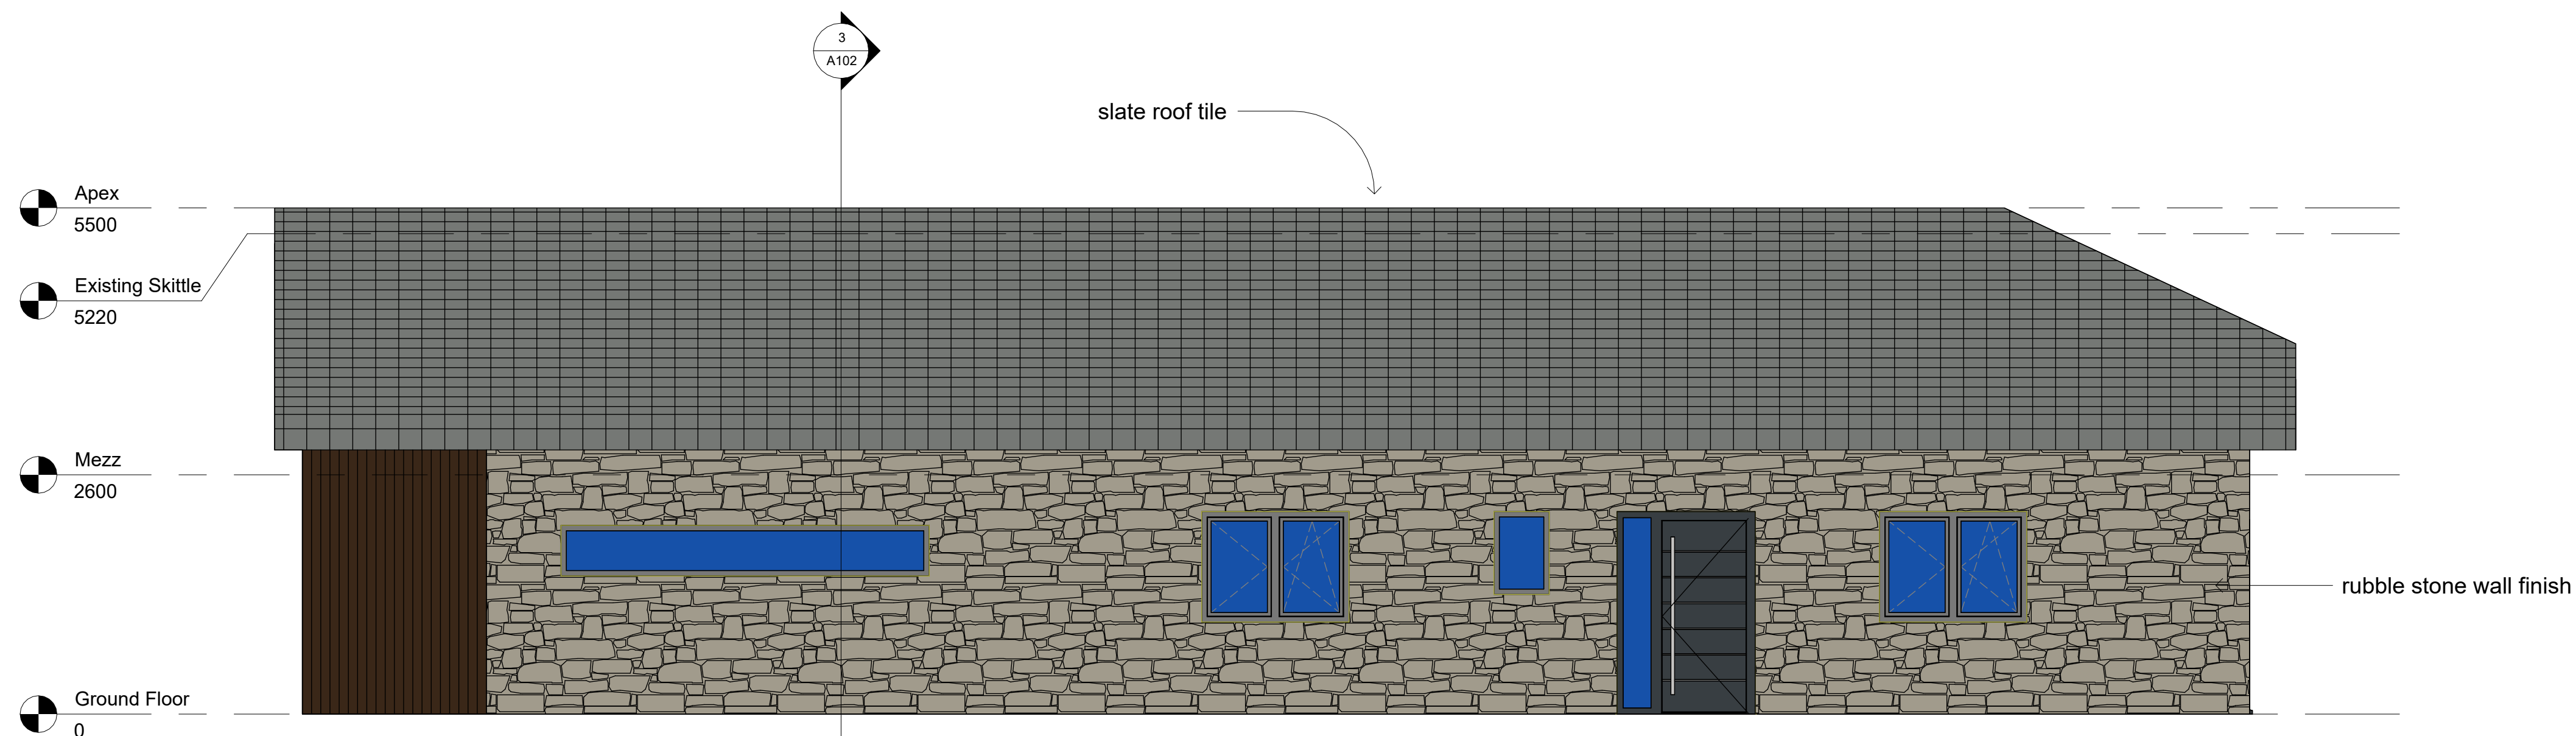 3
A102
slate roof tile
Apex
5500
Existing Skittle
5220
Mezz
2600
rubble stone wall finish
Ground Floor
0